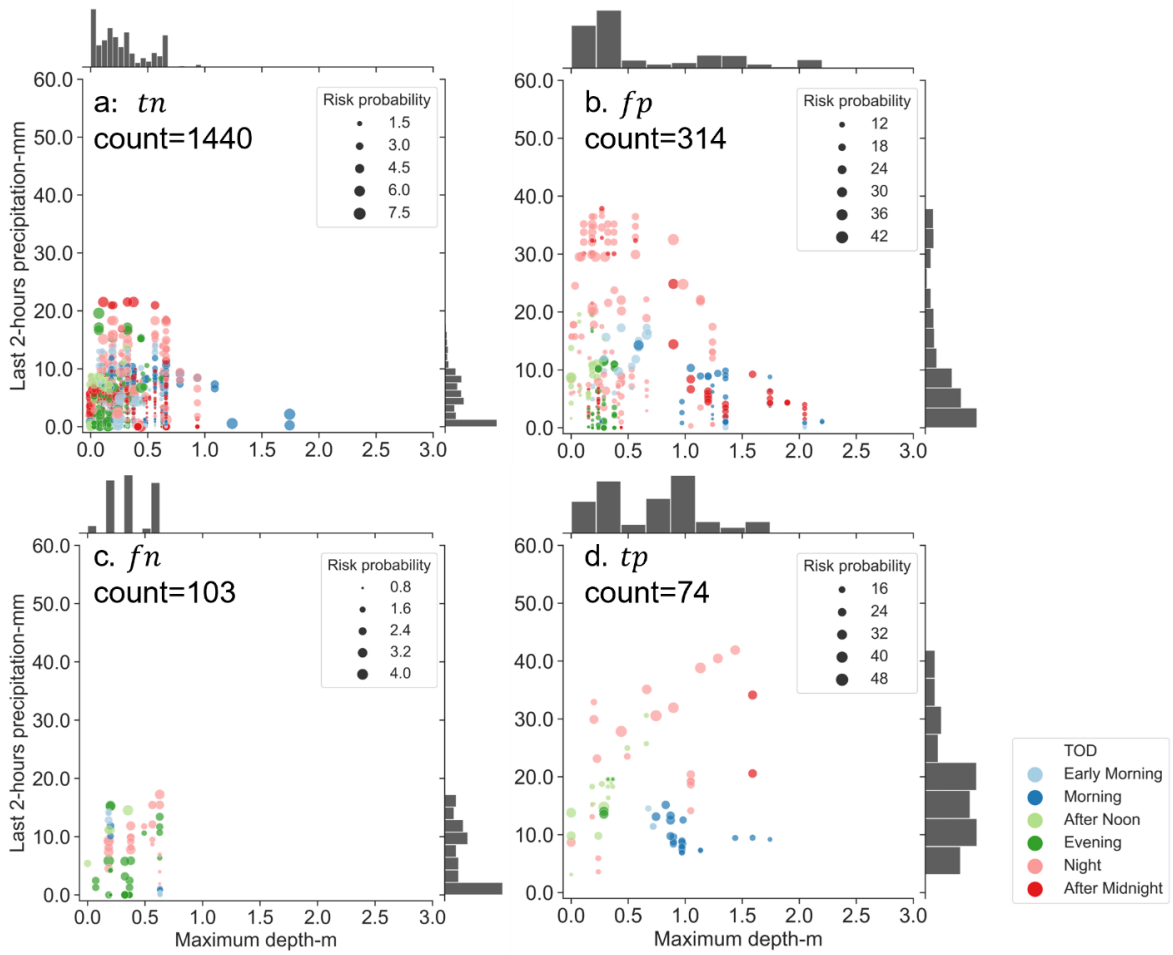 a: tn
count=1440
Risk probability
1.5
3.0
4.5
6.0
7.5
Last 2-hours precipitation-mm
60.0
50.0
40.0
30.0
20.0
10.0
0.0
0.0 0.5 1.0 1.5 2.0 2.5 3.0
b. fp
count=314
Risk probability
12
18
24
30
36
42
60.0
50.0
40.0
30.0
20.0
10.0
0.0
0.0 0.5 1.0 1.5 2.0 2.5 3.0
c. fn
count=103
Risk probability
0.8
1.6
2.4
3.2
4.0
Last 2-hours precipitation-mm
60.0
50.0
40.0
30.0
20.0
10.0
0.0
0.0 0.5 1.0 1.5 2.0 2.5 3.0
Maximum depth-m
d. tp
count=74
Risk probability
16
24
32
40
48
60.0
50.0
40.0
30.0
20.0
10.0
0.0
0.0 0.5 1.0 1.5 2.0 2.5 3.0
Maximum depth-m
TOD
Early Morning
Morning
After Noon
Evening
Night
After Midnight